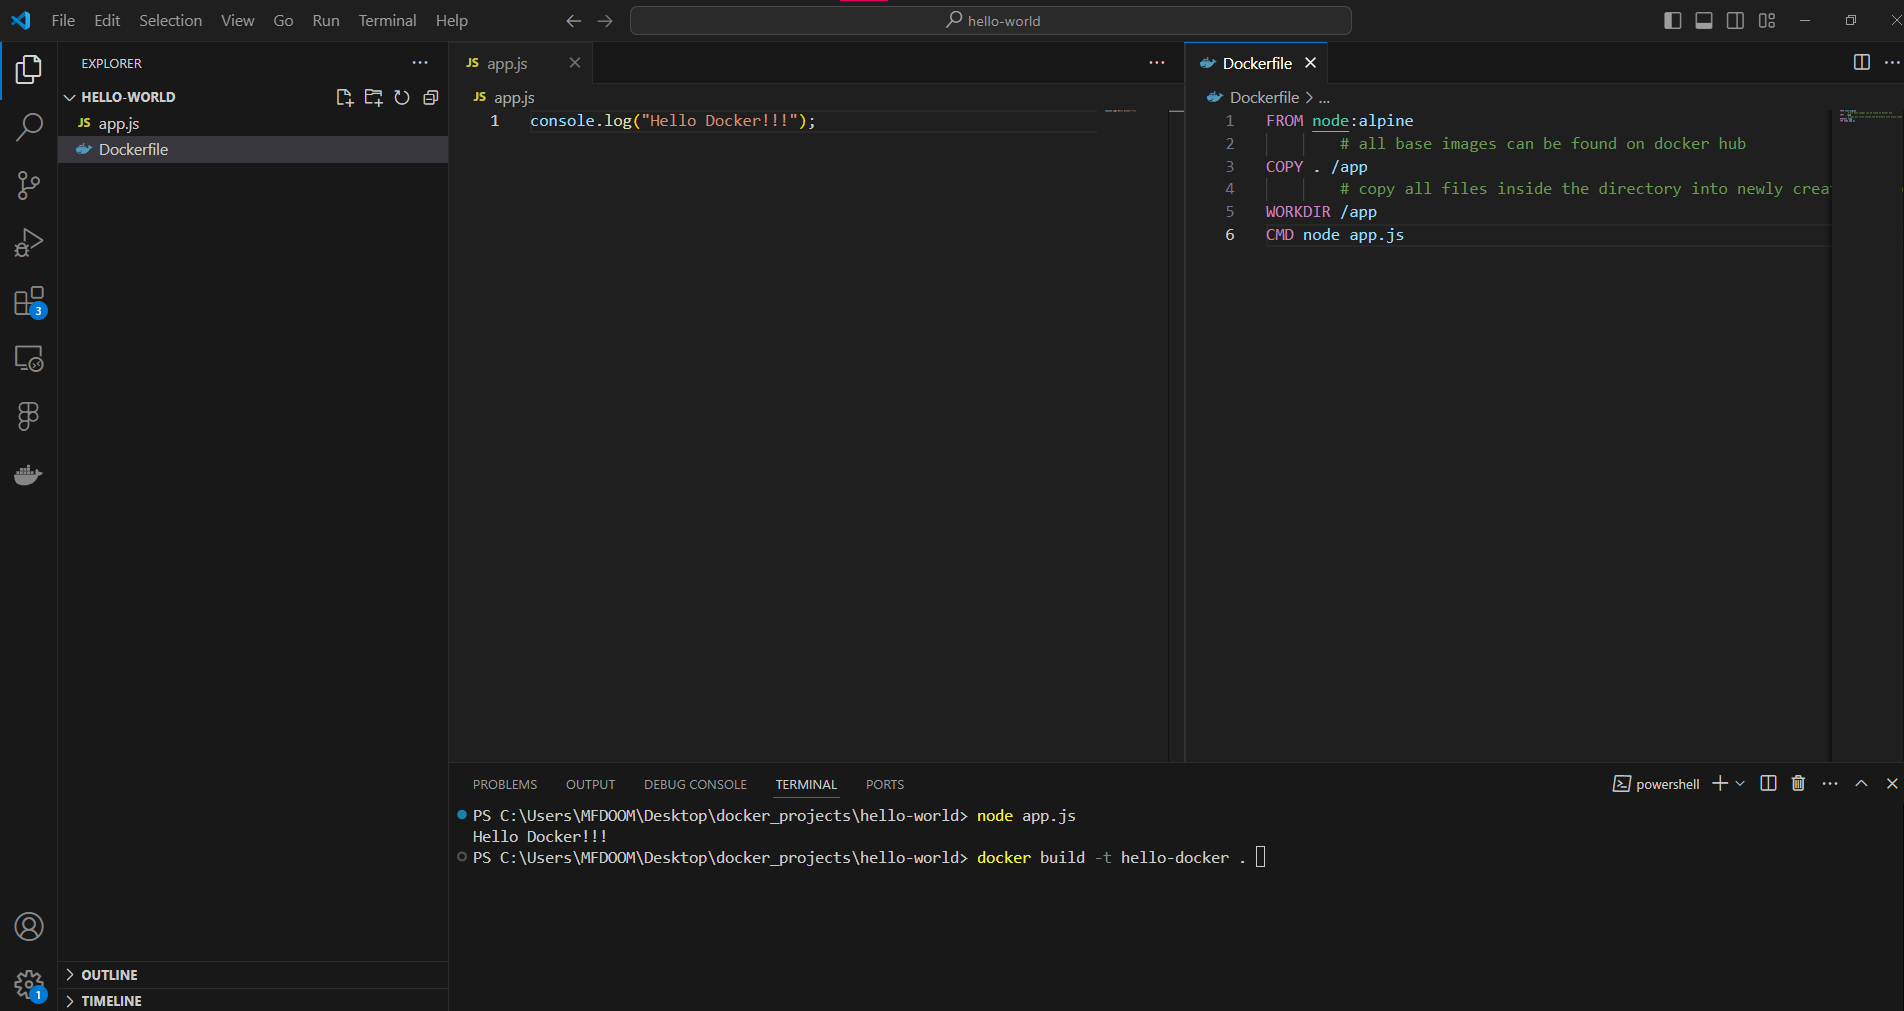 File Edit Selection View Go Run Terminal Help
hello-world
EXPLORER
HELLO-WORLD
JS app.js
Dockerfile
JS app.js
JS app.js
1 console.log("Hello Docker!!!");
Dockerfile
Dockerfile > ...
1 FROM node:alpine
2 # all base images can be found on docker hub
3 COPY . /app
4 # copy all files inside the directory into newly crea
5 WORKDIR /app
6 CMD node app.js
3
PROBLEMS OUTPUT DEBUG CONSOLE TERMINAL PORTS
powershell
PS C:\Users\MFDOOM\Desktop\docker_projects\hello-world> node app.js
Hello Docker!!!
PS C:\Users\MFDOOM\Desktop\docker_projects\hello-world> docker build -t hello-docker .
OUTLINE
TIMELINE
1